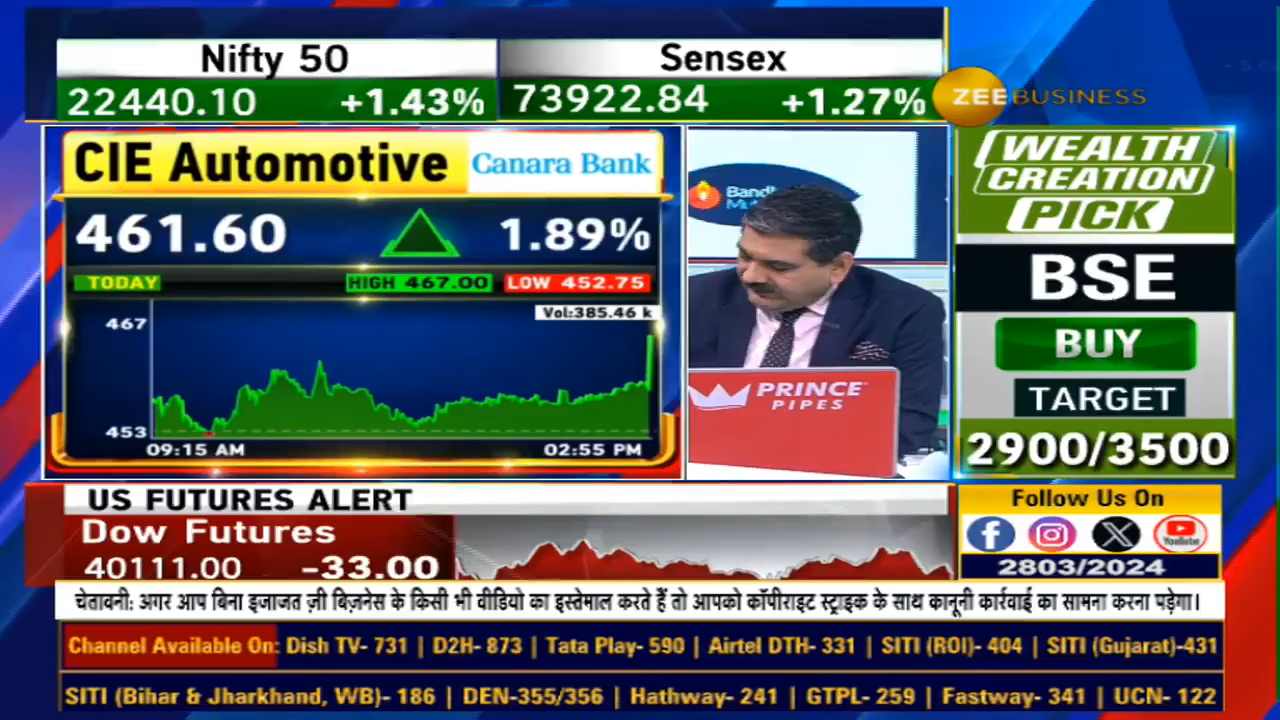 Nifty 50
22440.10 +1.43%
Sensex
73922.84 +1.27%
ZEE BUSINESS
CIE Automotive
Canara Bank
461.60 1.89%
TODAY HIGH 467.00 LOW 452.75
Vol:385.46 k
467
453
09:15 AM 02:55 PM
PRINCE
PIPES
WEALTH
CREATION
PICK
BSE
BUY
TARGET
2900/3500
US FUTURES ALERT
Dow Futures
40111.00 -33.00
Follow Us On
YouTube
2803/2024
चेतावनी: अगर आप बिना इजाजत ज़ी बिज़नेस के किसी भी वीडियो का इस्तेमाल करते हैं तो आपको कॉपीराइट स्ट्राइक के साथ कानूनी कार्रवाई का सामना करना पड़ेगा।
Channel Available On: Dish TV- 731 | D2H- 873 | Tata Play- 590 | Airtel DTH- 331 | SITI (ROI)- 404 | SITI (Gujarat)-431
SITI (Bihar & Jharkhand, WB)- 186 | DEN-355/356 | Hathway- 241 | GTPL- 259 | Fastway- 341 | UCN- 122